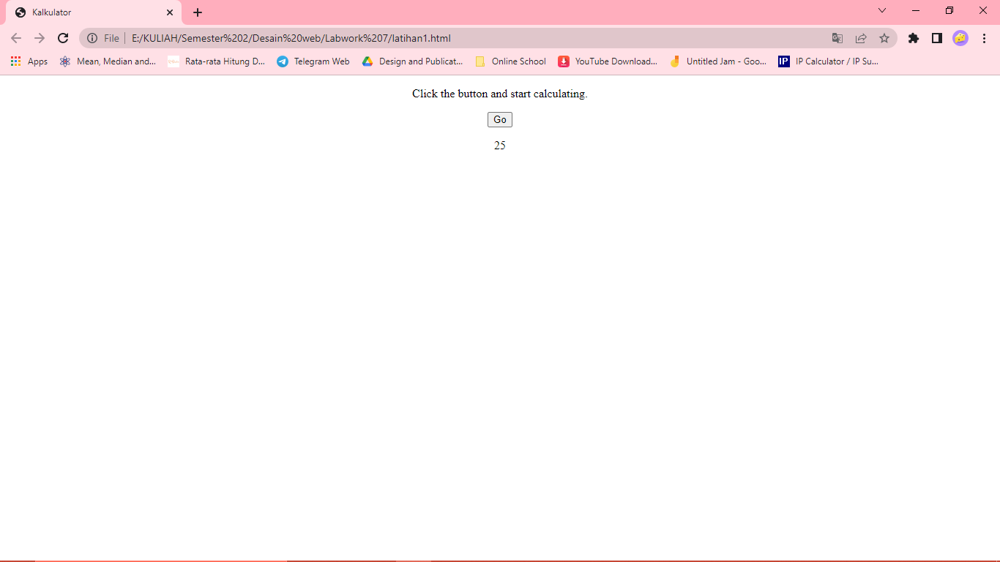 Kalkulator
File E:/KULIAH/Semester%202/Desain%20web/Labwork%207/latihan1.html
Apps Mean, Median and... Rata-rata Hitung D... Telegram Web Design and Publicat... Online School YouTube Download... Untitled Jam - Goo... IP IP Calculator / IP Su...
Click the button and start calculating.
Go
25